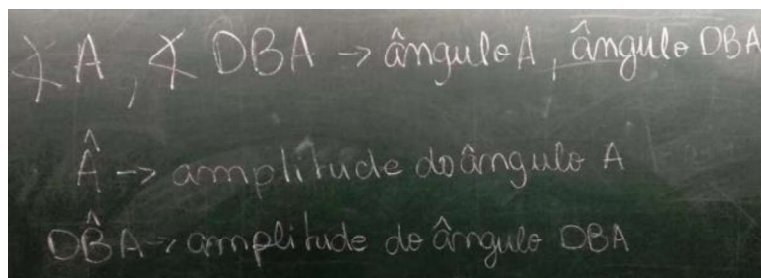 ∢A, ∢DBA → ângulo A, ângulo DBA
Â → amplitude do ângulo A
DB̂A → amplitude do ângulo DBA